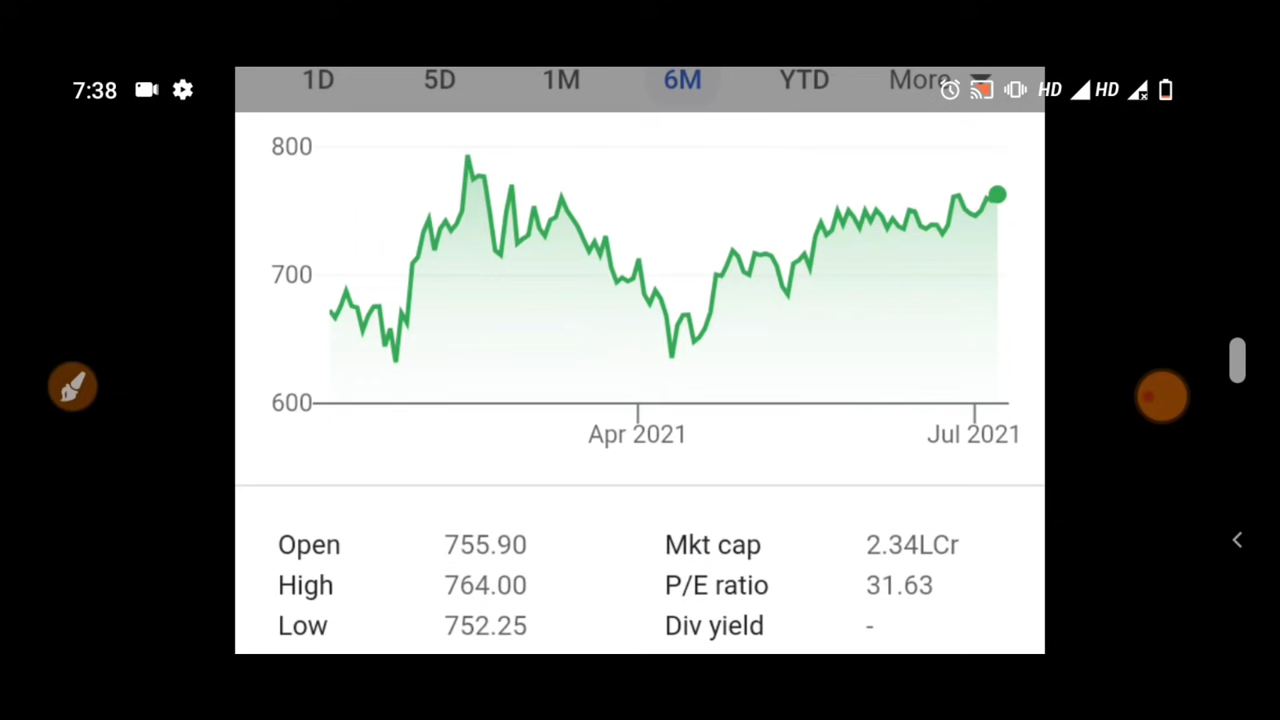 7:38 HD HD
1D 5D 1M 6M YTD More
800
700
600
Apr 2021 Jul 2021
Open 755.90 Mkt cap 2.34LCr
High 764.00 P/E ratio 31.63
Low 752.25 Div yield -